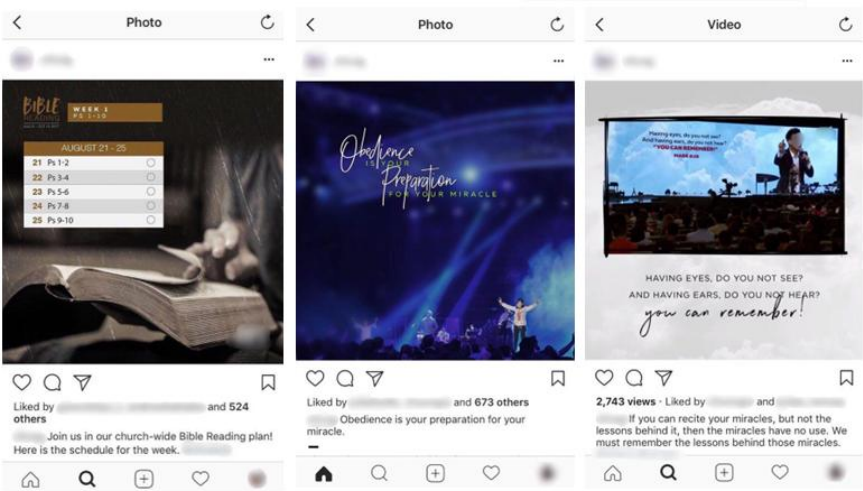 Photo
BIBLE
READING
WEEK 1
PS 1-10
AUGUST 21 - 25
21 Ps 1-2
22 Ps 3-4
23 Ps 5-6
24 Ps 7-8
25 Ps 9-10
Liked by and 524
others
Join us in our church-wide Bible Reading plan!
Here is the schedule for the week.
Photo
Obedience
IS YOUR
Preparation
FOR YOUR MIRACLE
Liked by and 673 others
Obedience is your preparation for your
miracle.
Video
Having eyes, do you not see?
And having ears, do you not hear?
"YOU CAN REMEMBER!"
MARK 8:18
HAVING EYES, DO YOU NOT SEE?
AND HAVING EARS, DO YOU NOT HEAR?
you can remember!
2,743 views · Liked by and
If you can recite your miracles, but not the
lessons behind it, then the miracles have no use. We
must remember the lessons behind those miracles.